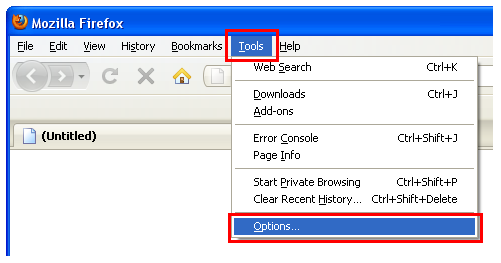 Mozilla Firefox
File Edit View History Bookmarks Tools Help
Web Search Ctrl+K
Downloads Ctrl+J
Add-ons
(Untitled)
Error Console Ctrl+Shift+J
Page Info
Start Private Browsing Ctrl+Shift+P
Clear Recent History... Ctrl+Shift+Delete
Options...